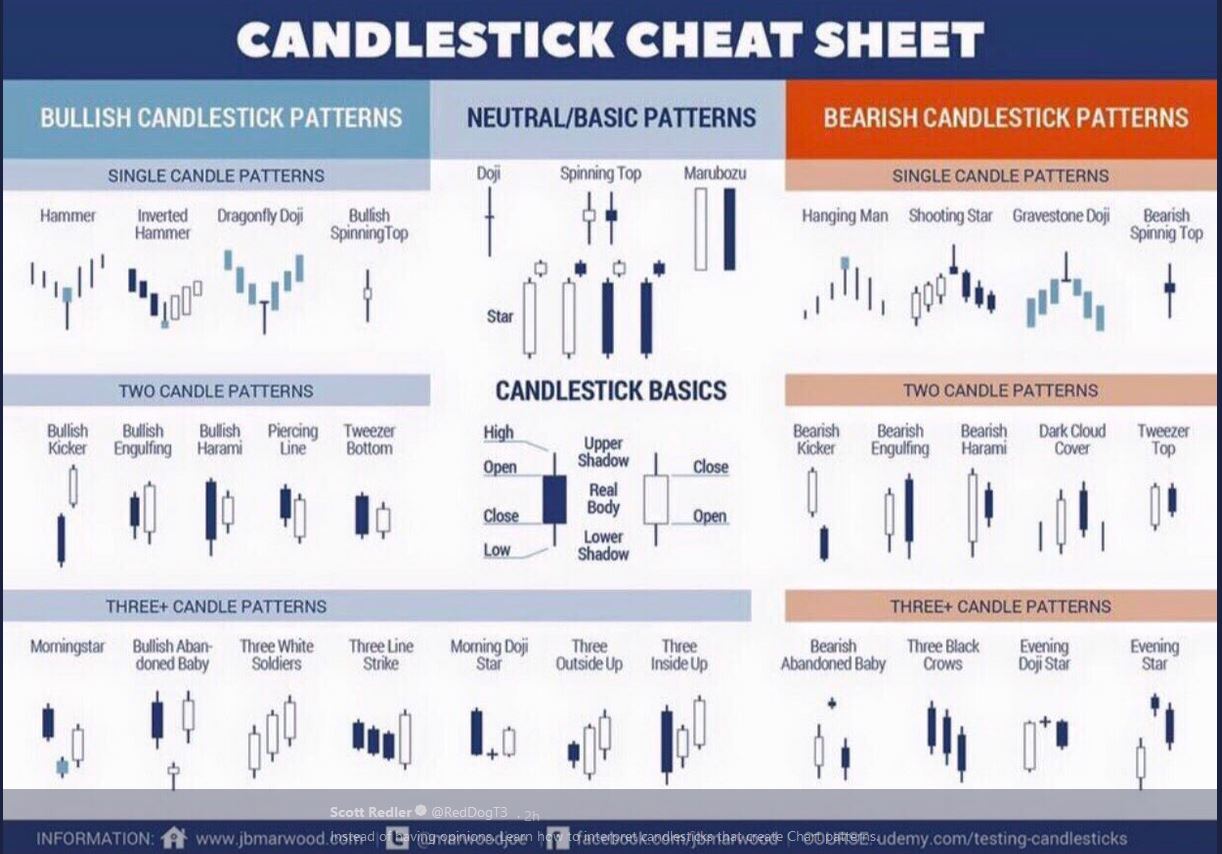 CANDLESTICK CHEAT SHEET
BULLISH CANDLESTICK PATTERNS
NEUTRAL/BASIC PATTERNS
BEARISH CANDLESTICK PATTERNS
SINGLE CANDLE PATTERNS
Hammer
Inverted
Hammer
Dragonfly Doji
Bullish
SpinningTop
Doji
Spinning Top
Marubozu
Star
SINGLE CANDLE PATTERNS
Hanging Man
Shooting Star
Gravestone Doji
Bearish
Spinnig Top
TWO CANDLE PATTERNS
Bullish
Kicker
Bullish
Engulfing
Bullish
Harami
Piercing
Line
Tweezer
Bottom
CANDLESTICK BASICS
High
Open
Close
Low
Upper
Shadow
Real
Body
Lower
Shadow
Close
Open
TWO CANDLE PATTERNS
Bearish
Kicker
Bearish
Engulfing
Bearish
Harami
Dark Cloud
Cover
Tweezer
Top
THREE+ CANDLE PATTERNS
Morningstar
Bullish Aban-
doned Baby
Three White
Soldiers
Three Line
Strike
Morning Doji
Star
Three
Outside Up
Three
Inside Up
THREE+ CANDLE PATTERNS
Bearish
Abandoned Baby
Three Black
Crows
Evening
Doji Star
Evening
Star
Scott Redler @RedDogT3 . 2h
Instead of having opinions. Learn how to interpret candlesticks that create Chart patterns.
INFORMATION: www.jbmarwood.com @marwoodjoe facebook.com/jbmarwood COURSE: udemy.com/testing-candlesticks